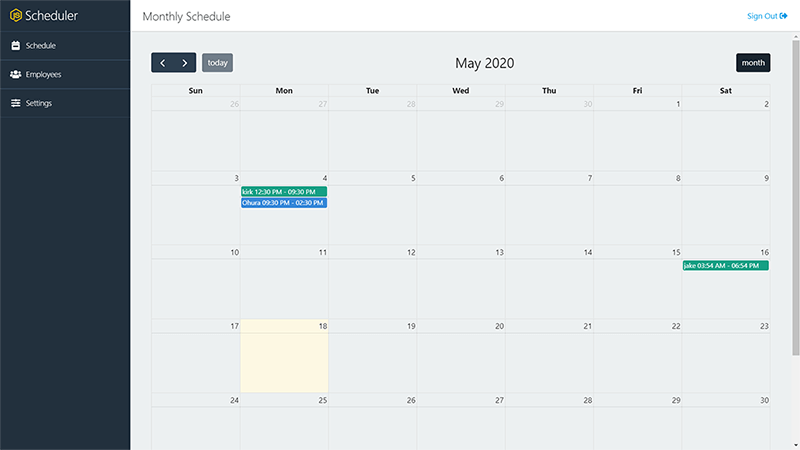 JS Scheduler
Monthly Schedule
Sign Out
Schedule
Employees
Settings
today
May 2020
month
Sun Mon Tue Wed Thu Fri Sat
26 27 28 29 30 1 2
3 4 5 6 7 8 9
kirk 12:30 PM - 09:30 PM
Ohura 09:30 PM - 02:30 PM
10 11 12 13 14 15 16
jake 03:54 AM - 06:54 PM
17 18 19 20 21 22 23
24 25 26 27 28 29 30